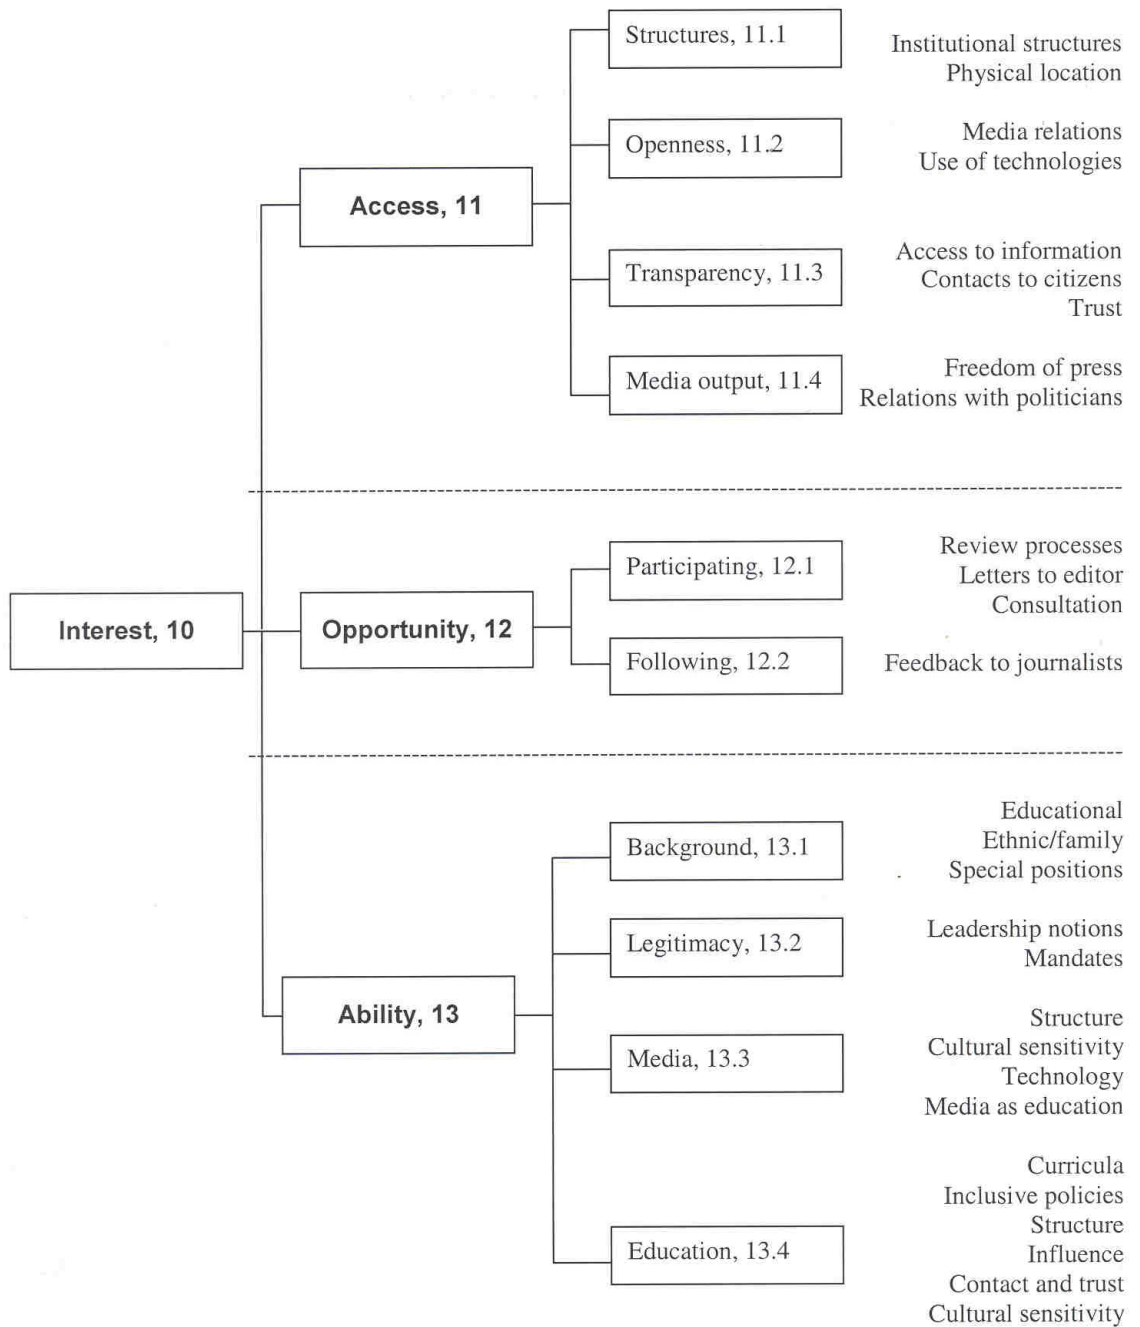 Structures, 11.1
Institutional structures
Physical location
Openness, 11.2
Media relations
Use of technologies
Access, 11
Transparency, 11.3
Access to information
Contacts to citizens
Trust
Media output, 11.4
Freedom of press
Relations with politicians
Interest, 10
Opportunity, 12
Participating, 12.1
Review processes
Letters to editor
Consultation
Following, 12.2
Feedback to journalists
Background, 13.1
Educational
Ethnic/family
Special positions
Legitimacy, 13.2
Leadership notions
Mandates
Ability, 13
Media, 13.3
Structure
Cultural sensitivity
Technology
Media as education
Education, 13.4
Curricula
Inclusive policies
Structure
Influence
Contact and trust
Cultural sensitivity